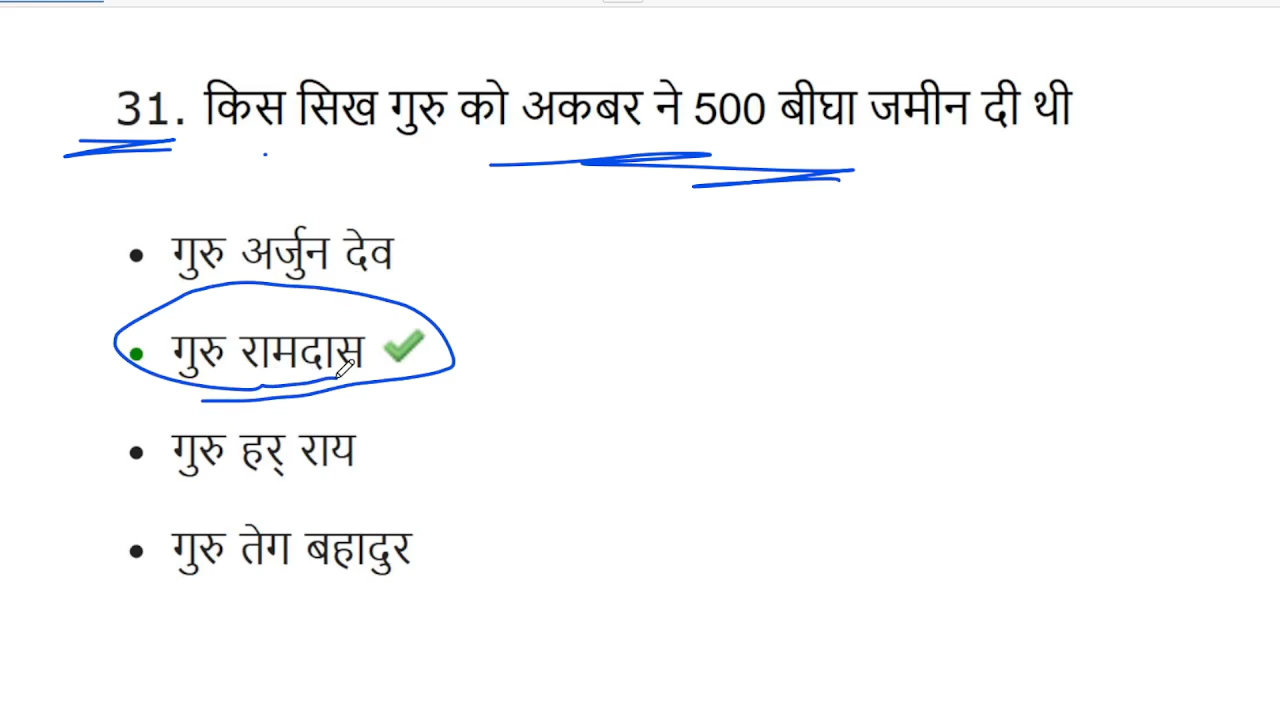 31. किस सिख गुरु को अकबर ने 500 बीघा जमीन दी थी
• गुरु अर्जुन देव
• गुरु रामदास
• गुरु हर् राय
• गुरु तेग बहादुर